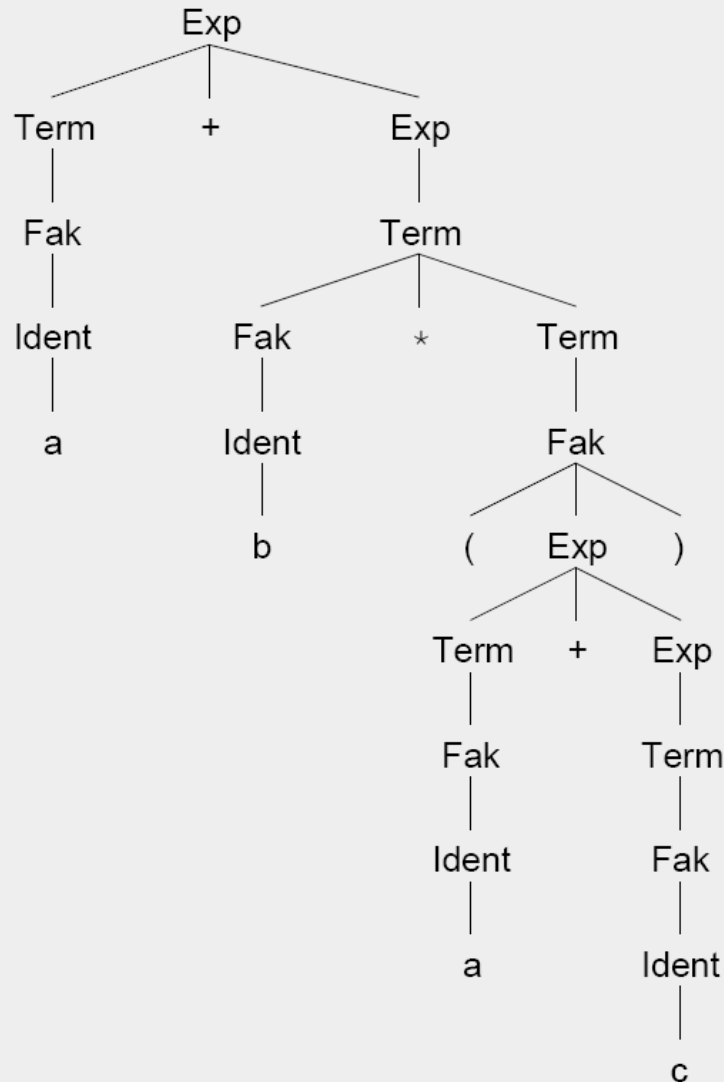 Exp
Term + Exp
Fak Term
Ident Fak * Term
a Ident Fak
b ( Exp )
Term + Exp
Fak Term
Ident Fak
a Ident
c